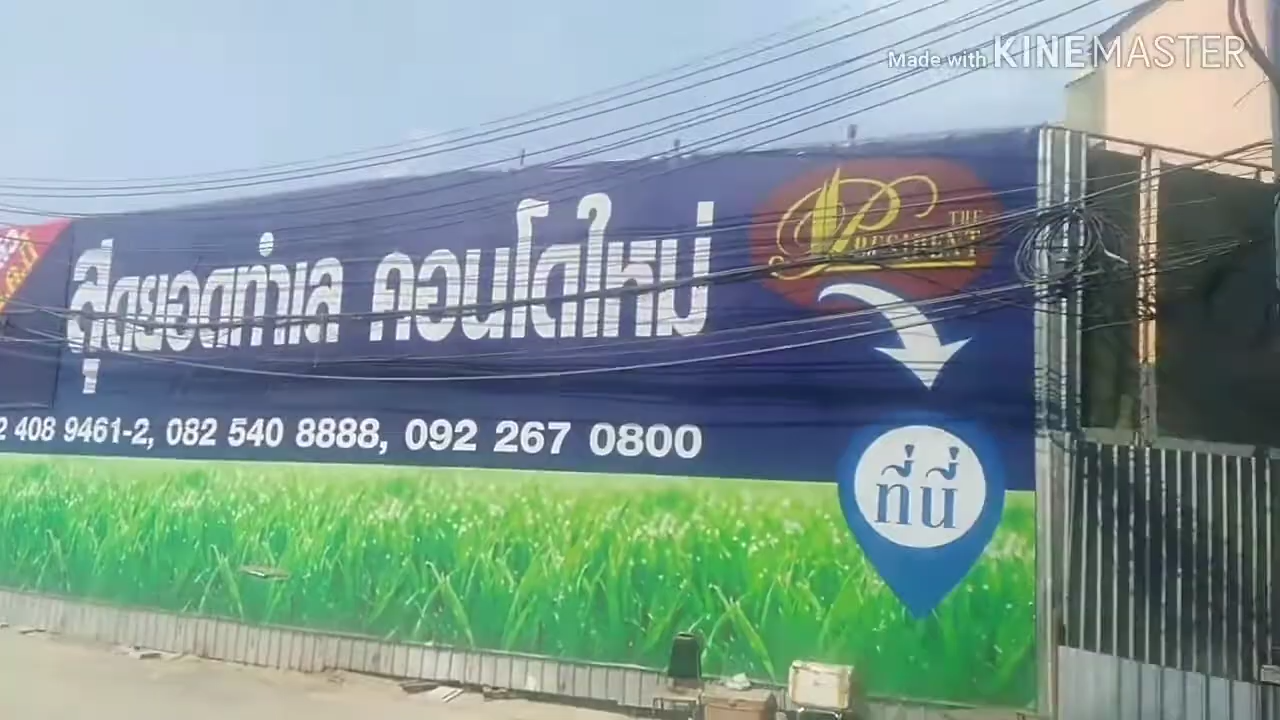 Made with KINEMASTER
THE
PRESIDENT
สุดยอดทำเล คอนโดใหม่
2 408 9461-2, 082 540 8888, 092 267 0800
ที่นี่